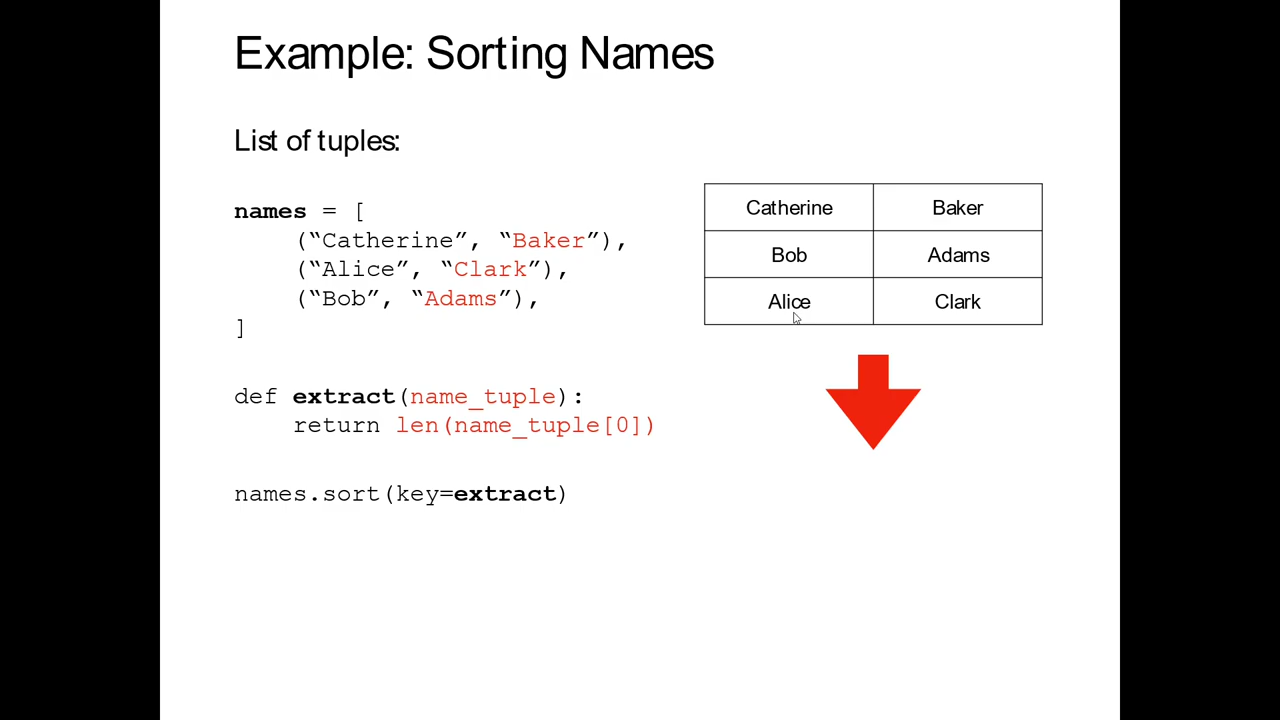 Example: Sorting Names
List of tuples:
names = [
    (“Catherine”, “Baker”),
    (“Alice”, “Clark”),
    (“Bob”, “Adams”),
]
def extract(name_tuple):
    return len(name_tuple[0])
names.sort(key=extract)
Catherine Baker
Bob Adams
Alice Clark